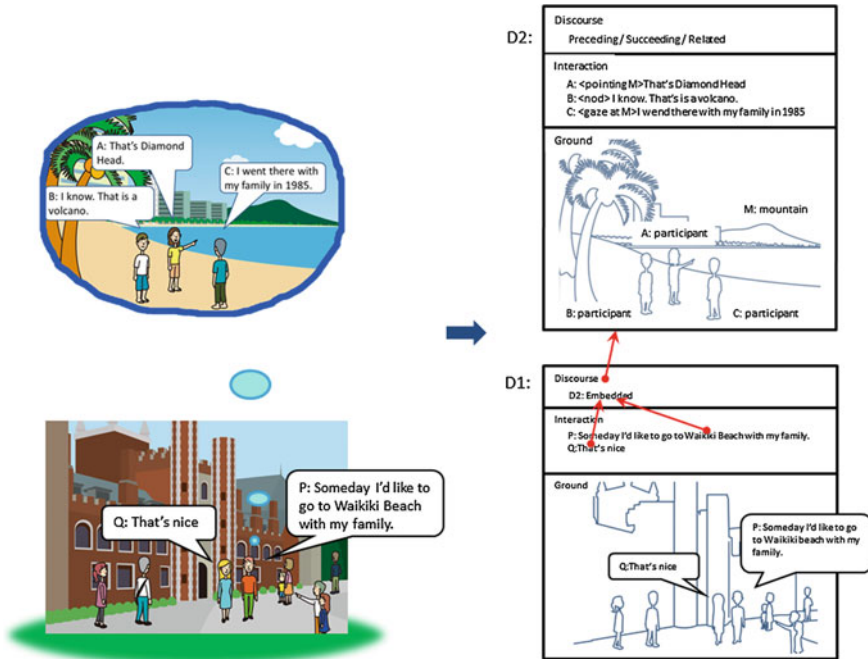 A: That's Diamond
Head.
B: I know. That is a
volcano.
C: I went there with
my family in 1985.
Q: That's nice
P: Someday I'd like to
go to Waikiki Beach
with my family.
D2:
Discourse
Preceding/ Succeeding/ Related
Interaction
A: <pointing M>That's Diamond Head
B: <nod> I know. That's is a volcano.
C: <gaze at M>I wend there with my family in 1985
Ground
M: mountain
A: participant
B: participant
C: participant
D1:
Discourse
D2: Embedded
Interaction
P: Someday I'd like to go to Waikiki Beach with my family.
Q:That's nice
Ground
P: Someday I'd like to go
to Waikiki beach with my
family.
Q:That's nice